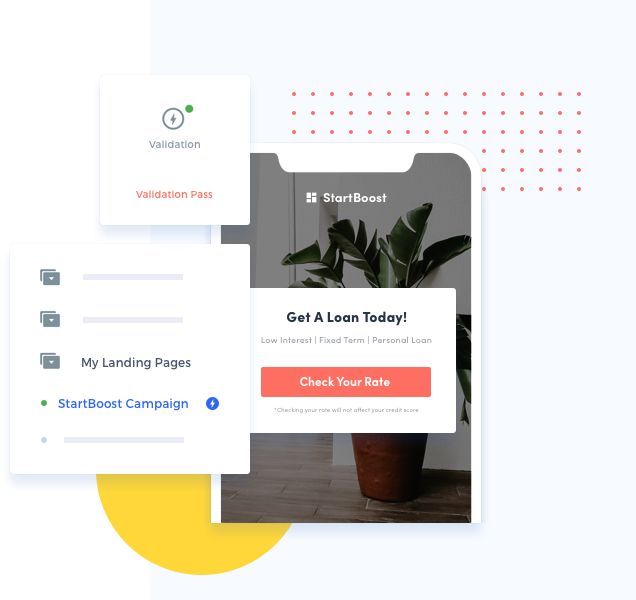 Validation
Validation Pass
StartBoost
Get A Loan Today!
Low Interest | Fixed Term | Personal Loan
Check Your Rate
*Checking your rate will not affect your credit score
My Landing Pages
StartBoost Campaign